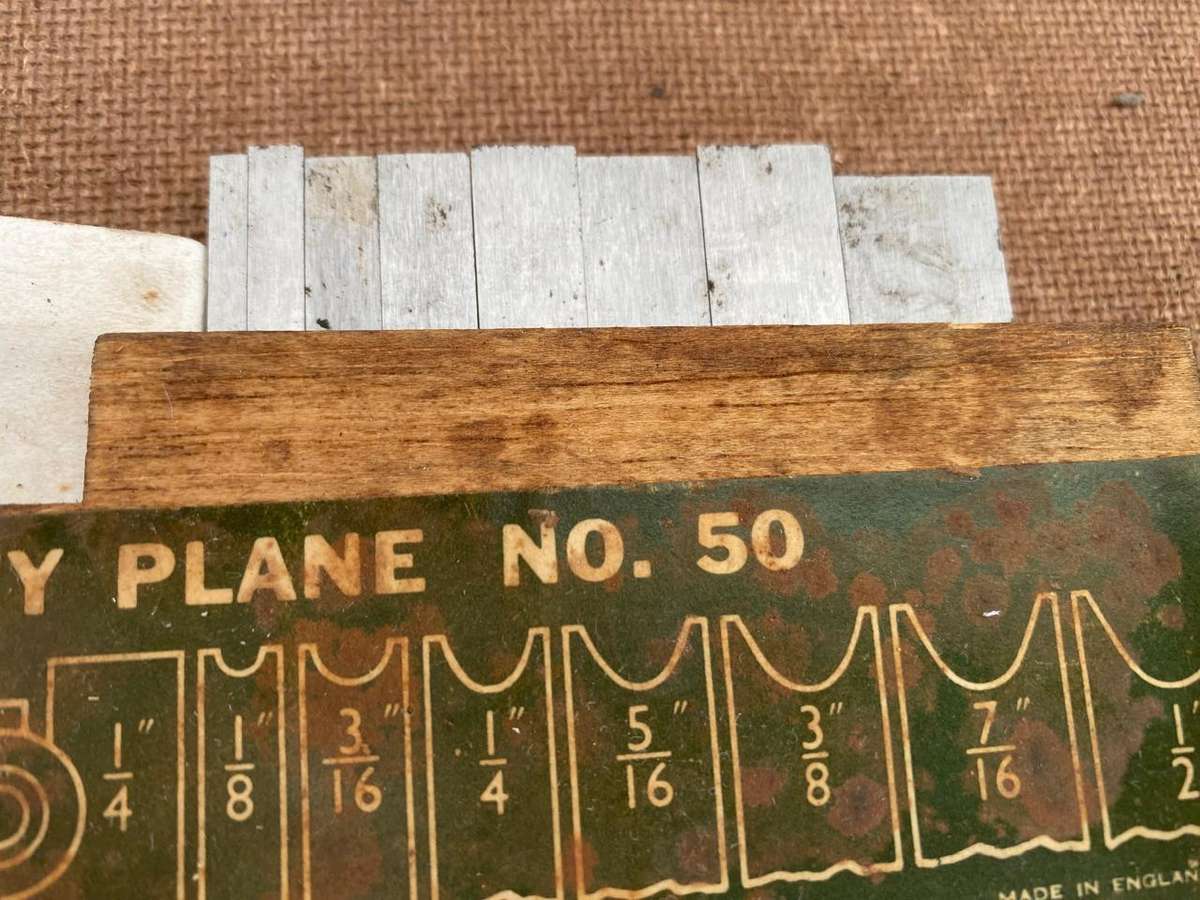 Y PLANE NO. 50
1/4" 1/8" 3/16" 1/4" 5/16" 3/8" 7/16" 1/2"
MADE IN ENGLAN